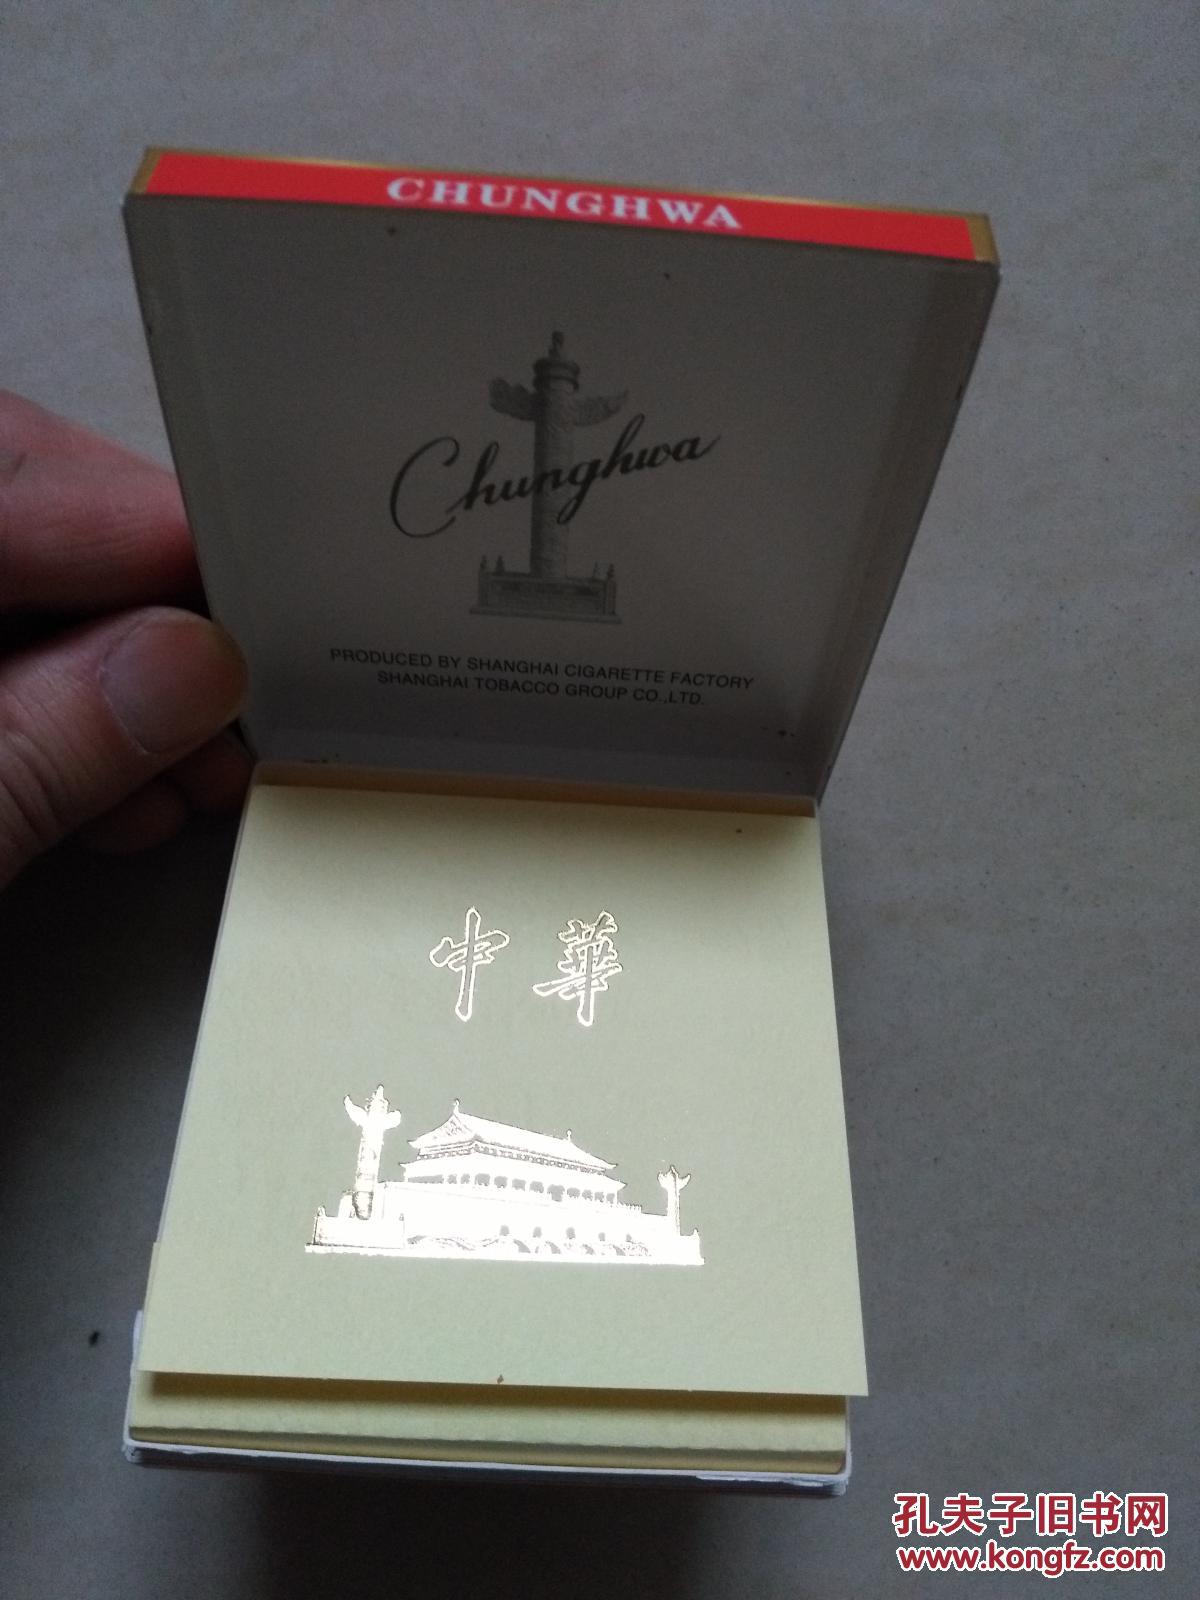 CHUNGHWA
Chunghwa
PRODUCED BY SHANGHAI CIGARETTE FACTORY
SHANGHAI TOBACCO GROUP CO.,LTD.
中 華
孔夫子旧书网
www.kongfz.com